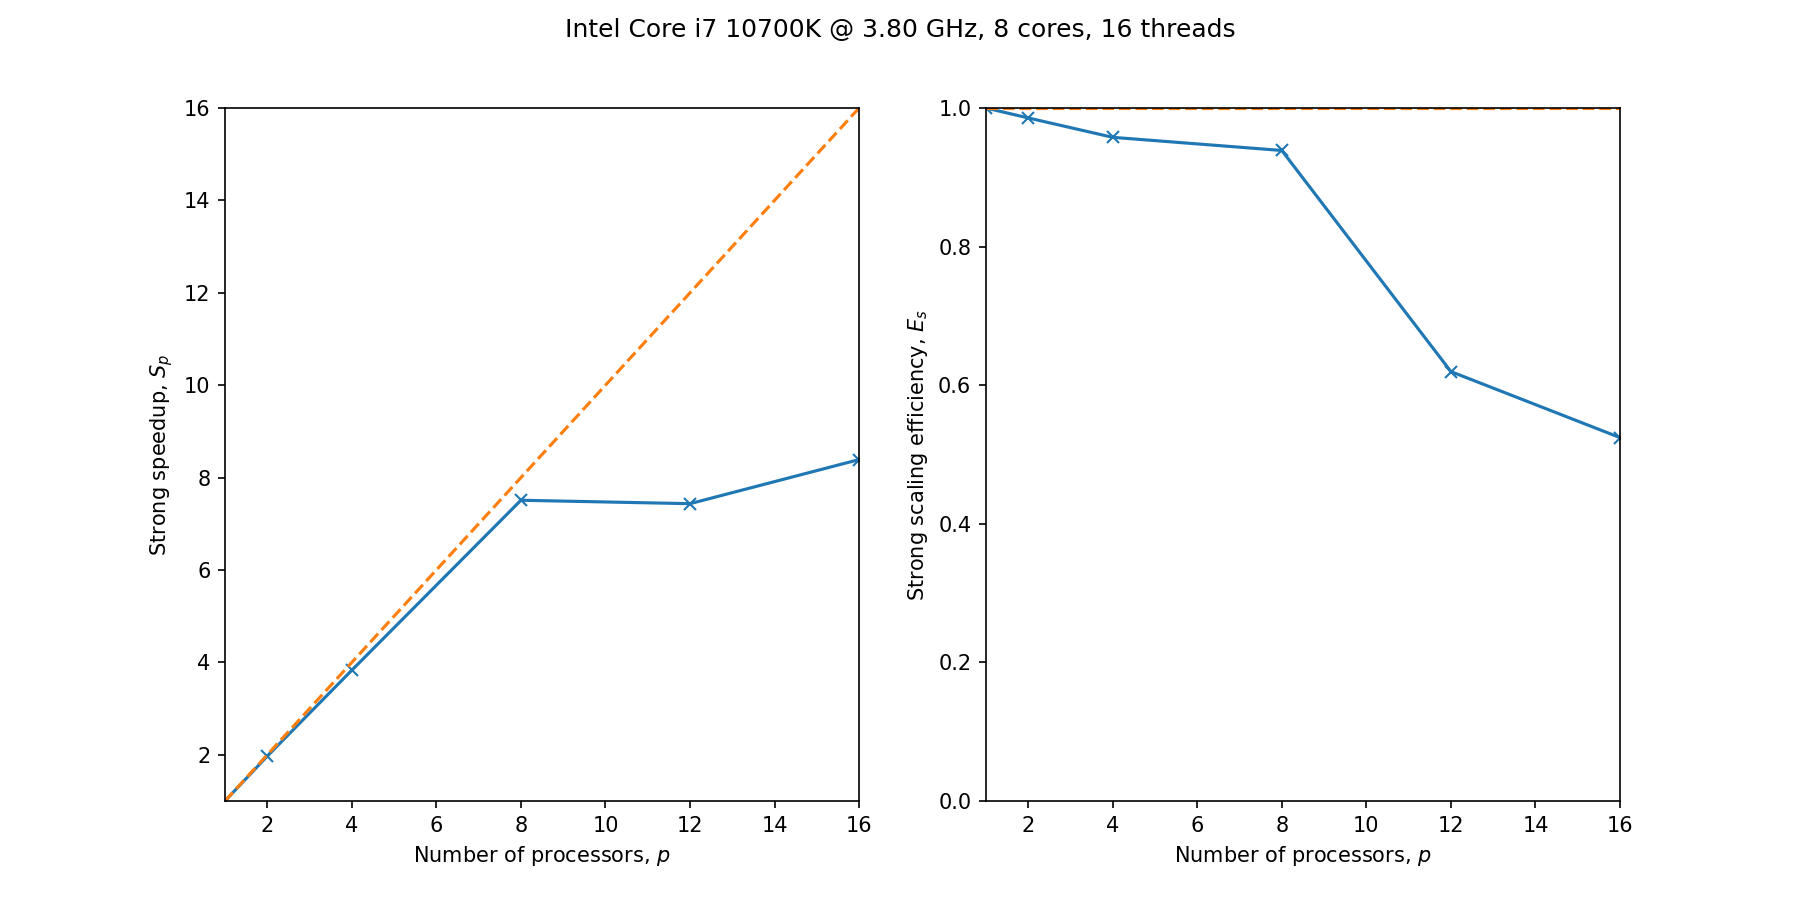 Intel Core i7 10700K @ 3.80 GHz, 8 cores, 16 threads
16
14
12
10
8
6
4
2
Strong speedup, Sp
2 4 6 8 10 12 14 16
Number of processors, p
1.0
0.8
0.6
0.4
0.2
0.0
Strong scaling efficiency, Es
2 4 6 8 10 12 14 16
Number of processors, p